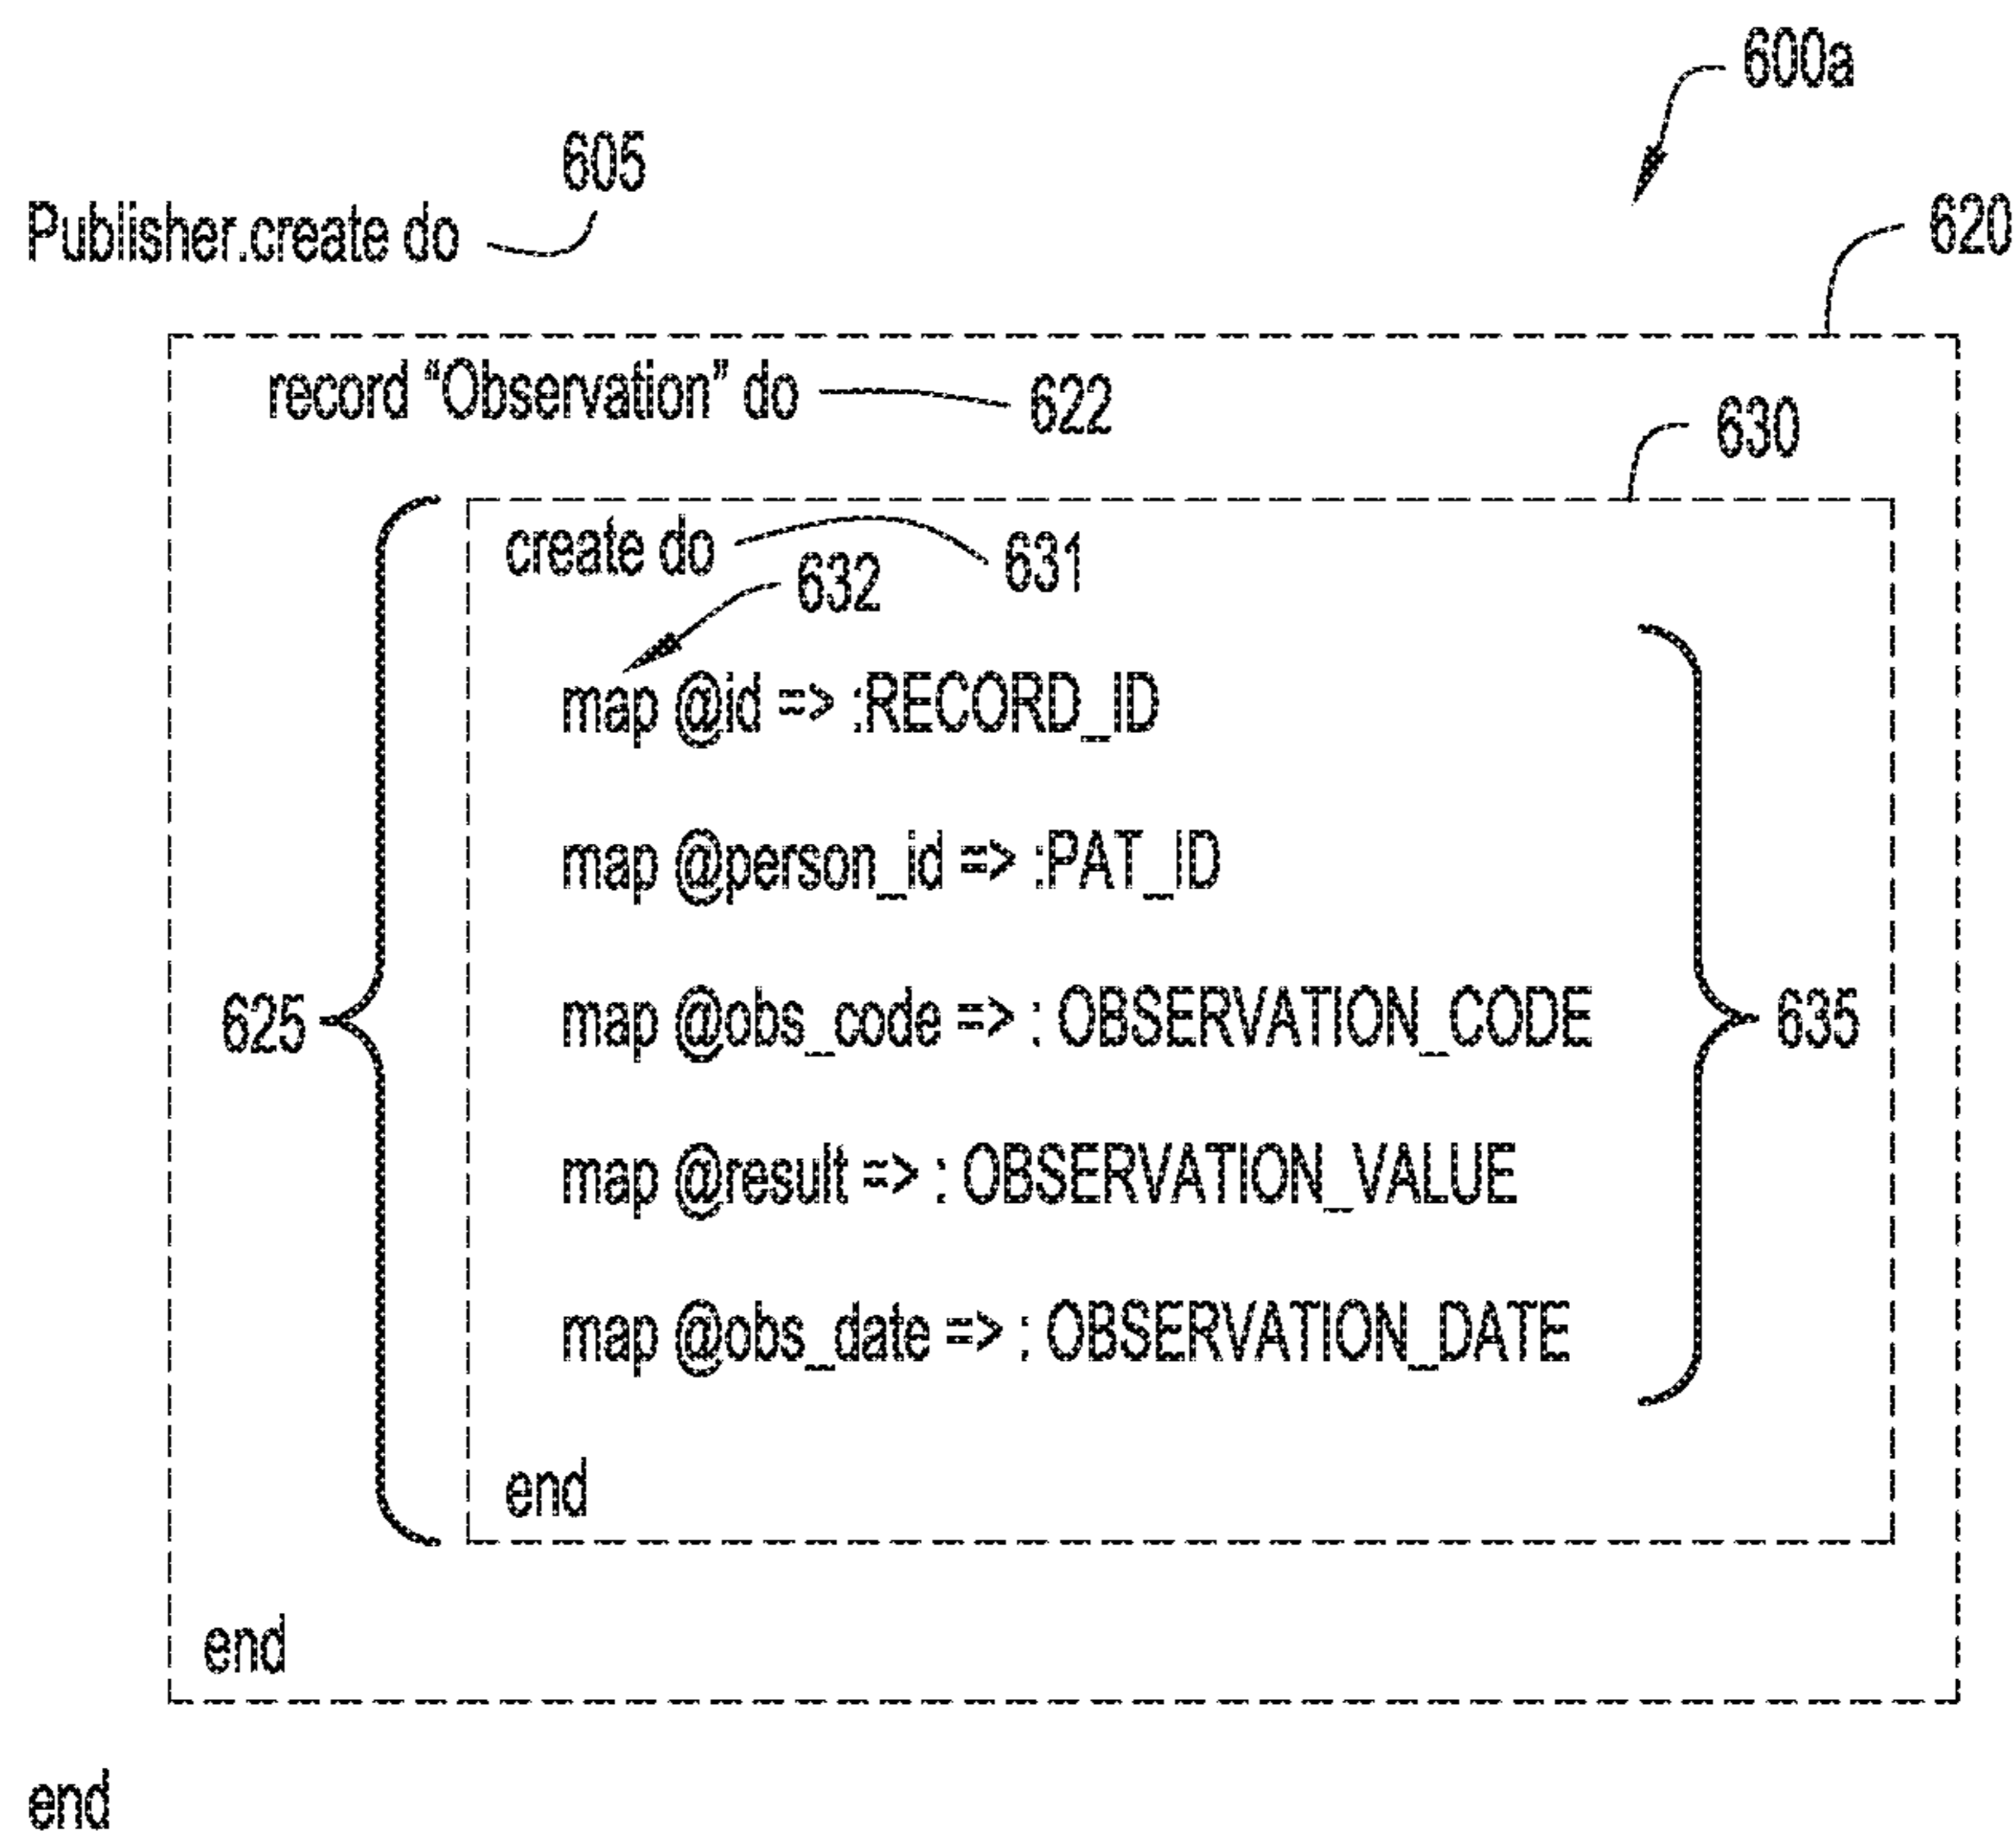 600a
605
Publisher.create do
620
record “Observation” do
622
630
create do
631
632
map @id => :RECORD_ID
map @person_id => :PAT_ID
625
map @obs_code => : OBSERVATION_CODE
635
map @result => : OBSERVATION_VALUE
map @obs_date => : OBSERVATION_DATE
end
end
end